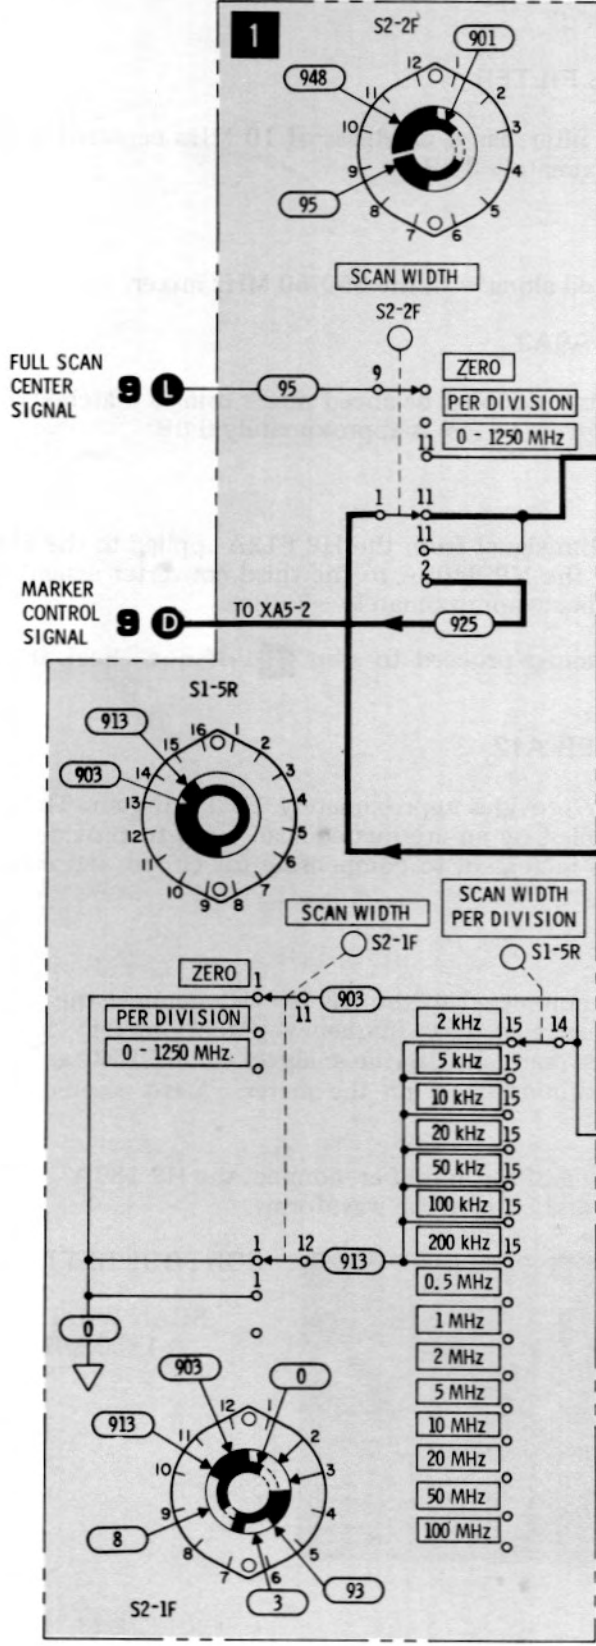 1
S2-2F
901
948
95
12 1
11 2
10 3
9 4
8 5
7 6
SCAN WIDTH
S2-2F
FULL SCAN
CENTER
SIGNAL
9 L
95
9
ZERO
PER DIVISION
11 0 - 1250 MHz
1 11
11
2
MARKER
CONTROL
SIGNAL
9 D
TO XA5-2
925
S1-5R
913
903
16 1
15 2
14 3
13 4
12 5
11 6
10 7
9 8
SCAN WIDTH
S2-1F
SCAN WIDTH
PER DIVISION
S1-5R
ZERO 1
11
903
PER DIVISION
0 - 1250 MHz
2 kHz 15 14
5 kHz 15
10 kHz 15
20 kHz 15
50 kHz 15
100 kHz 15
200 kHz 15
1 12
913
1
0.5 MHz
1 MHz
2 MHz
5 MHz
10 MHz
20 MHz
50 MHz
100 MHz
0
903
0
913
12 1
11 2
10 3
9 4
8 5
7 6
8
93
3
S2-1F